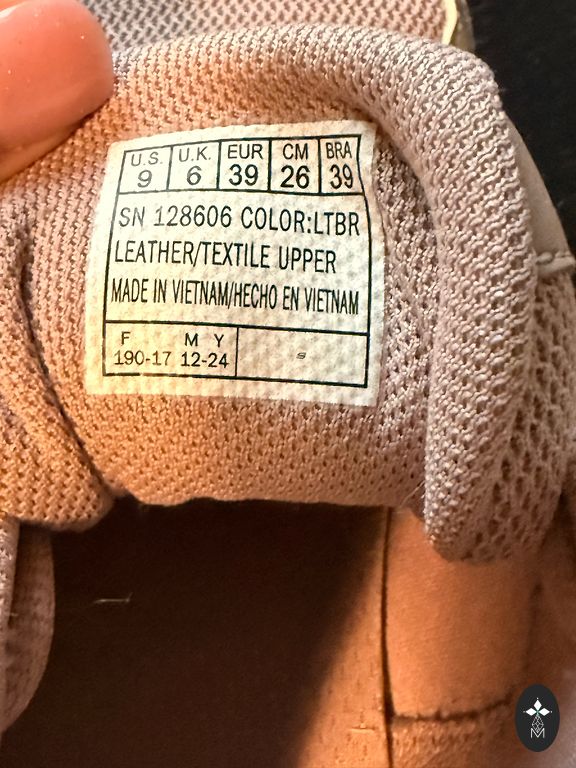 U.S. U.K. EUR CM BRA
9 6 39 26 39
SN 128606 COLOR:LTBR
LEATHER/TEXTILE UPPER
MADE IN VIETNAM/HECHO EN VIETNAM
F M Y
190-17 12-24